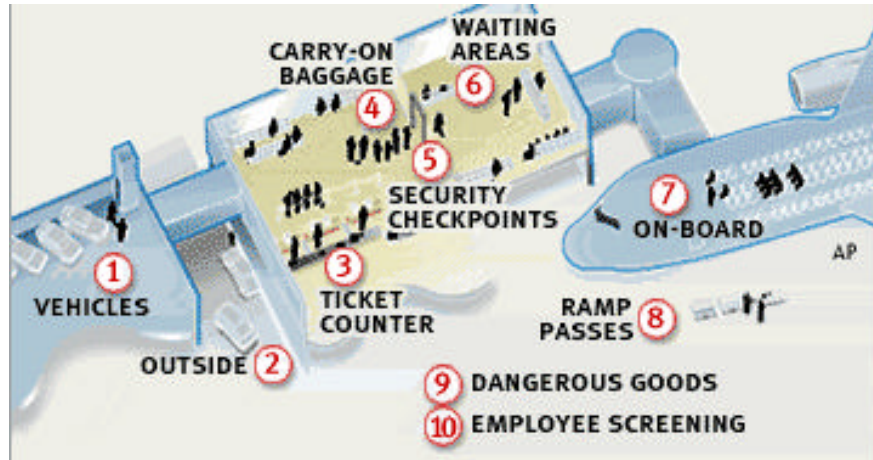 CARRY-ON
BAGGAGE
4
WAITING
AREAS
6
5
SECURITY
CHECKPOINTS
7
ON-BOARD
1
VEHICLES
3
TICKET
COUNTER
AP
OUTSIDE 2
RAMP
PASSES 8
9 DANGEROUS GOODS
10 EMPLOYEE SCREENING